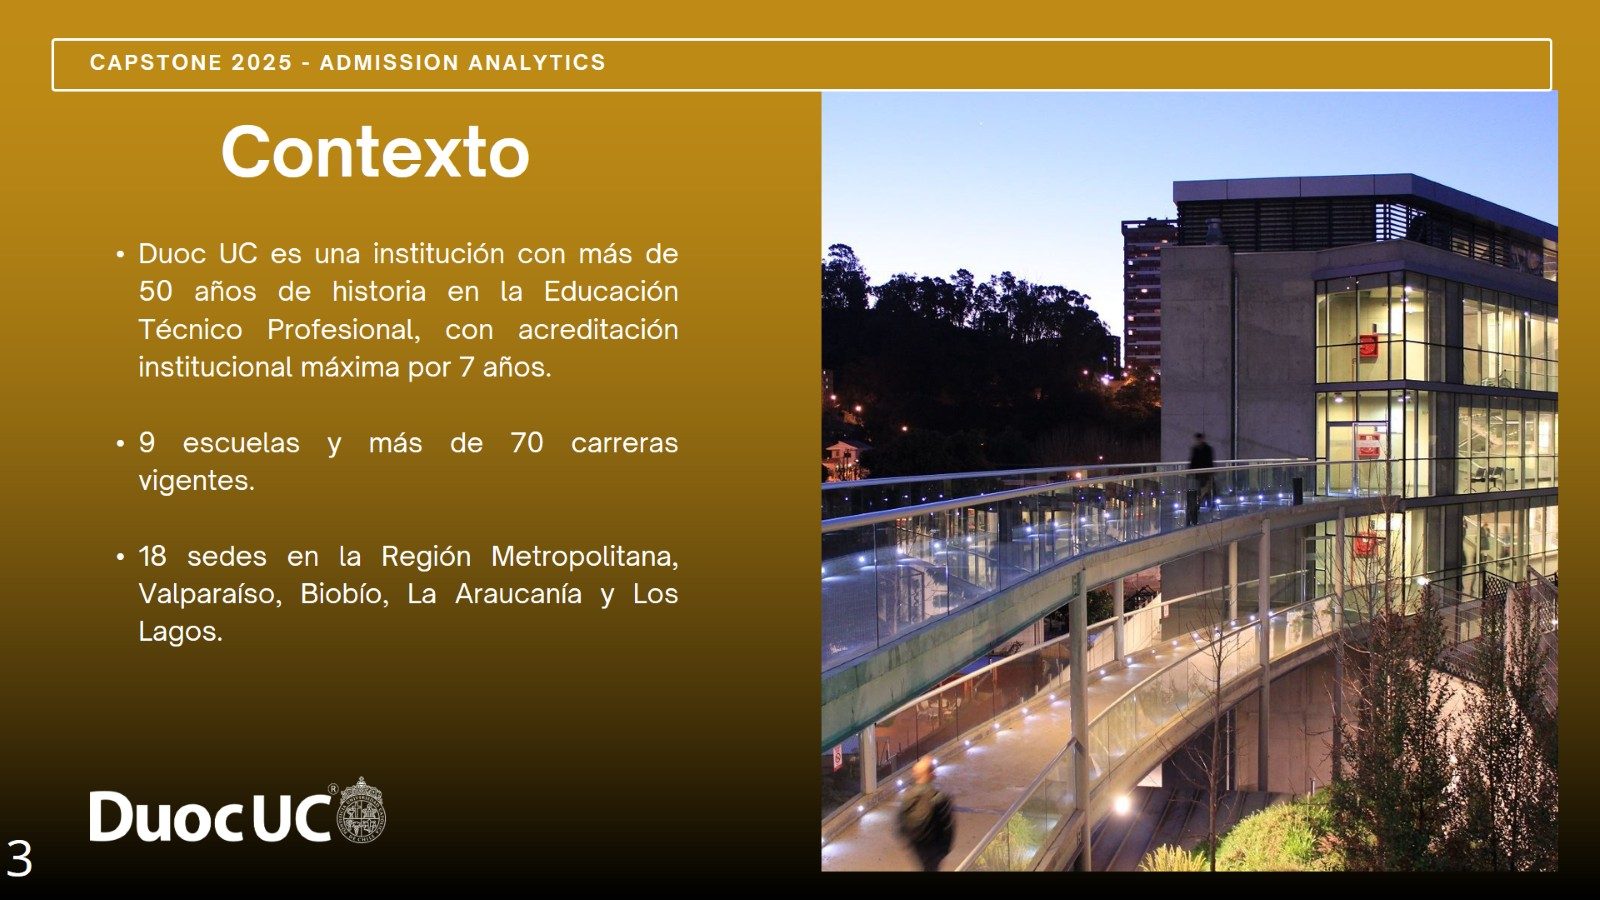 CAPSTONE 2025 - ADMISSION ANALYTICS
Contexto
• Duoc UC es una institución con más de
50 años de historia en la Educación
Técnico Profesional, con acreditación
institucional máxima por 7 años.
• 9 escuelas y más de 70 carreras
vigentes.
• 18 sedes en la Región Metropolitana,
Valparaíso, Biobío, La Araucanía y Los
Lagos.
Duoc UC®
3